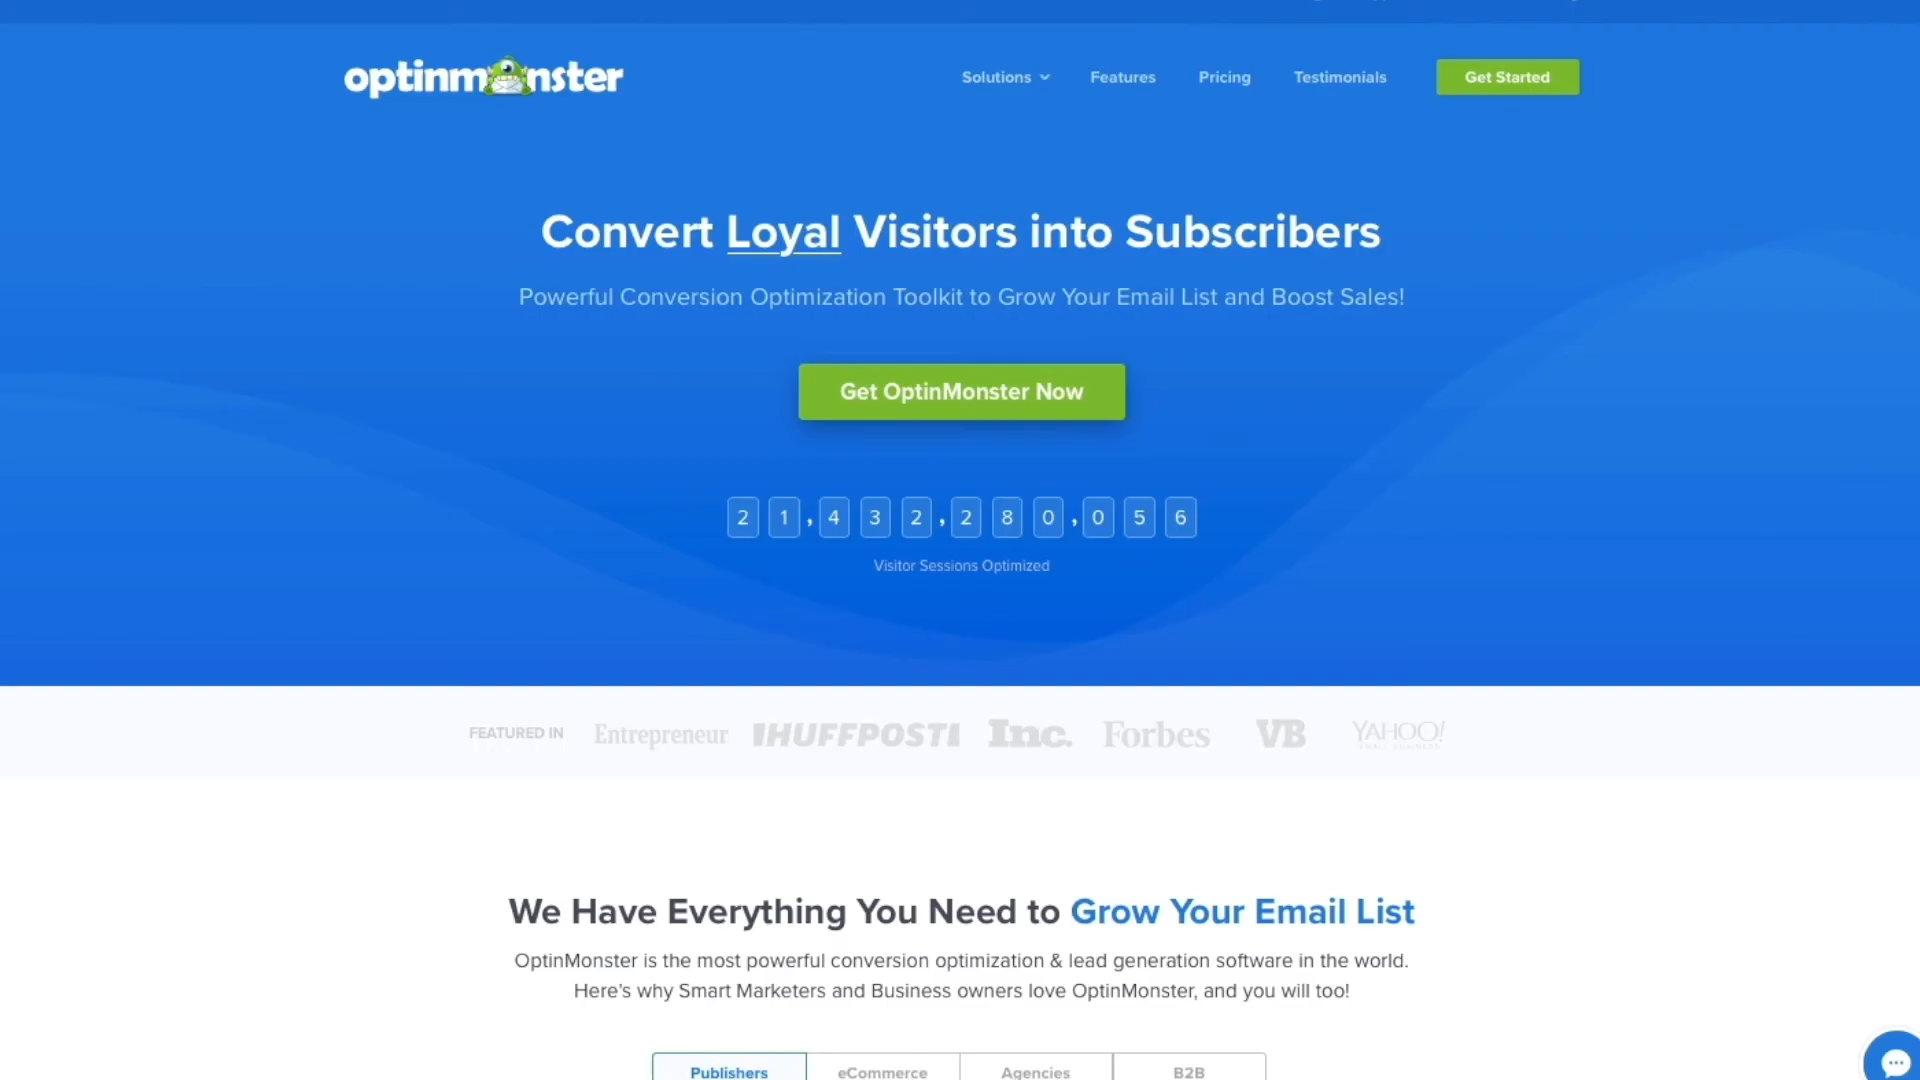 optinmonster
Solutions Features Pricing Testimonials Get Started
Convert Loyal Visitors into Subscribers
Powerful Conversion Optimization Toolkit to Grow Your Email List and Boost Sales!
Get OptinMonster Now
21,432,280,056
Visitor Sessions Optimized
FEATURED IN Entrepreneur IHUFFPOSTI Inc. Forbes VB YAHOO!
We Have Everything You Need to Grow Your Email List
OptinMonster is the most powerful conversion optimization & lead generation software in the world.
Here's why Smart Marketers and Business owners love OptinMonster, and you will too!
Publishers eCommerce Agencies B2B